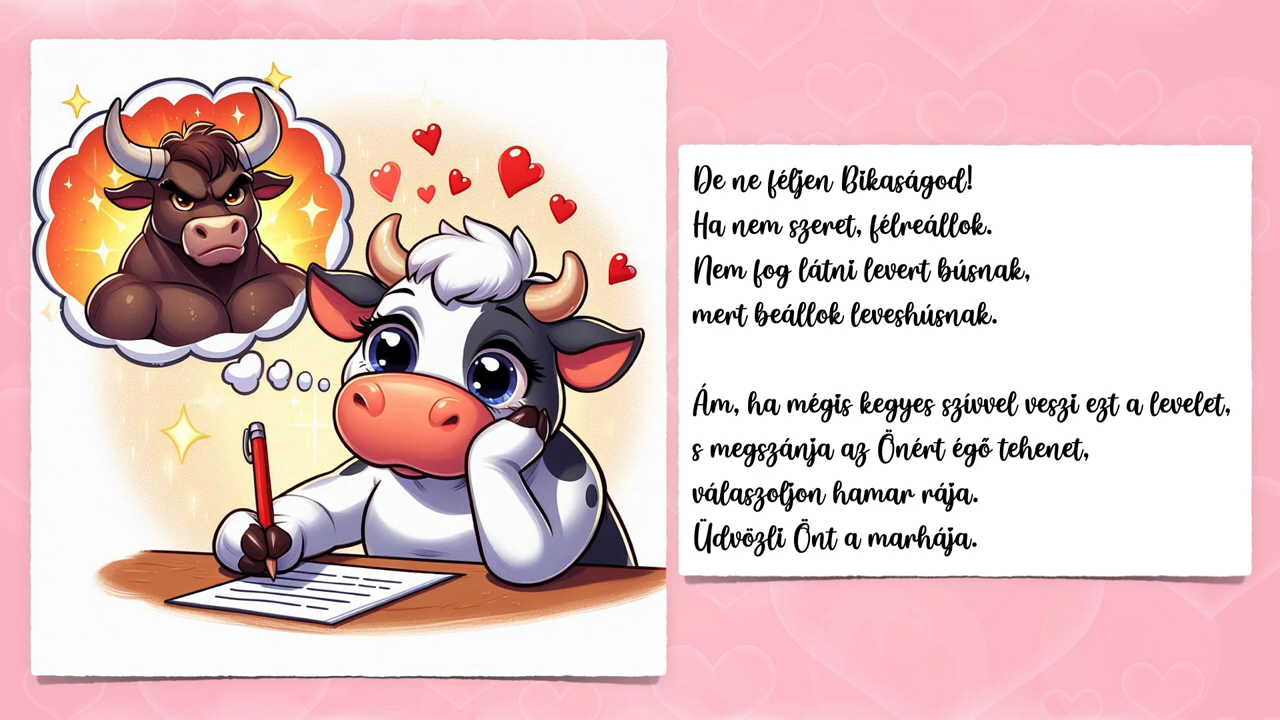 De ne féljen Bikaságod!
Ha nem szeret, félreállok.
Nem fog látni levert búsnak,
mert beállok leveshúsnak.
Ám, ha mégis kegyes szívvel veszi ezt a levelet,
s megszánja az Önért égő tehenet,
válaszoljon hamar rája.
Üdvözli Önt a marhája.